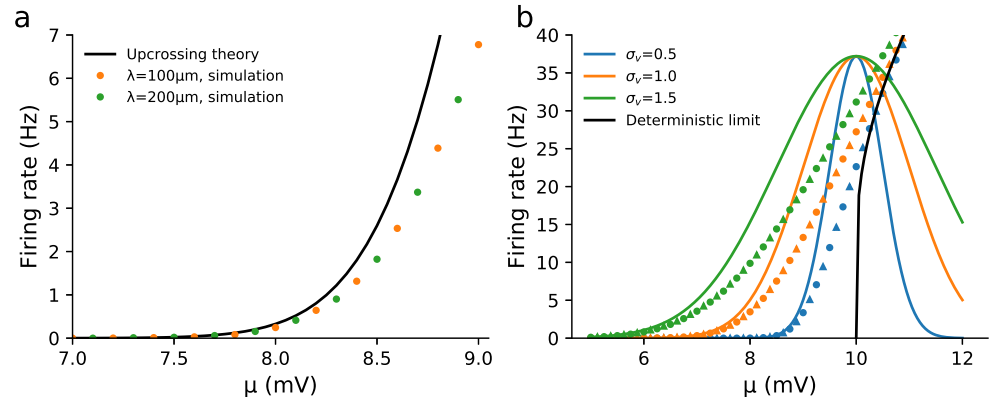 a
7
6
5
4
3
2
1
0
Firing rate (Hz)
Upcrossing theory
λ=100μm, simulation
λ=200μm, simulation
7.0 7.5 8.0 8.5 9.0
μ (mV)
b
40
35
30
25
20
15
10
5
0
Firing rate (Hz)
σv=0.5
σv=1.0
σv=1.5
Deterministic limit
6 8 10 12
μ (mV)